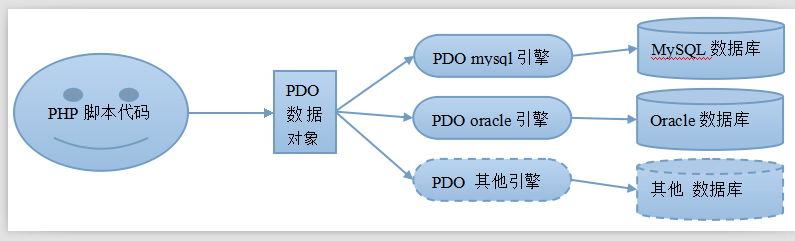 PHP 脚本代码
PDO
数 据
对象
PDO mysql 引擎
MySQL 数据库
PDO oracle 引擎
Oracle 数据库
PDO 其他引擎
其他 数据库